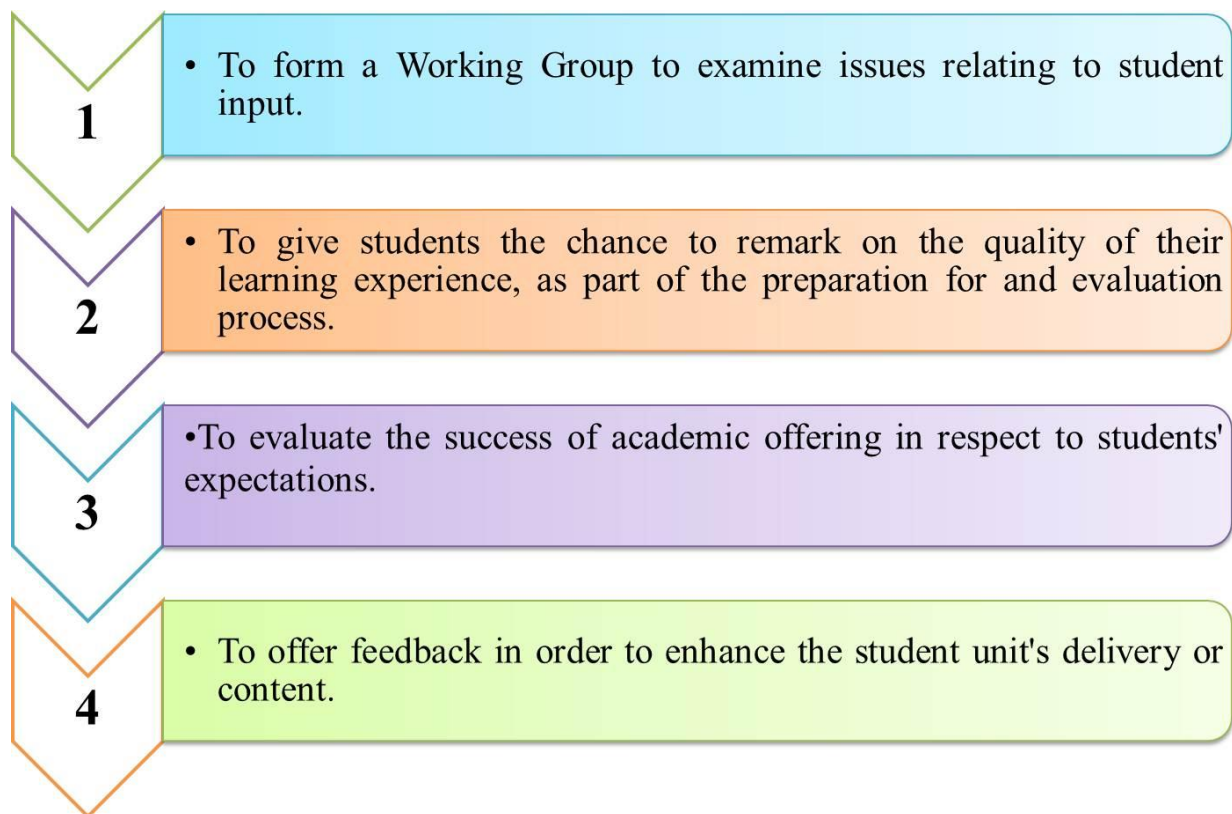 1
• To form a Working Group to examine issues relating to student
input.
2
• To give students the chance to remark on the quality of their
learning experience, as part of the preparation for and evaluation
process.
3
•To evaluate the success of academic offering in respect to students'
expectations.
4
• To offer feedback in order to enhance the student unit's delivery or
content.